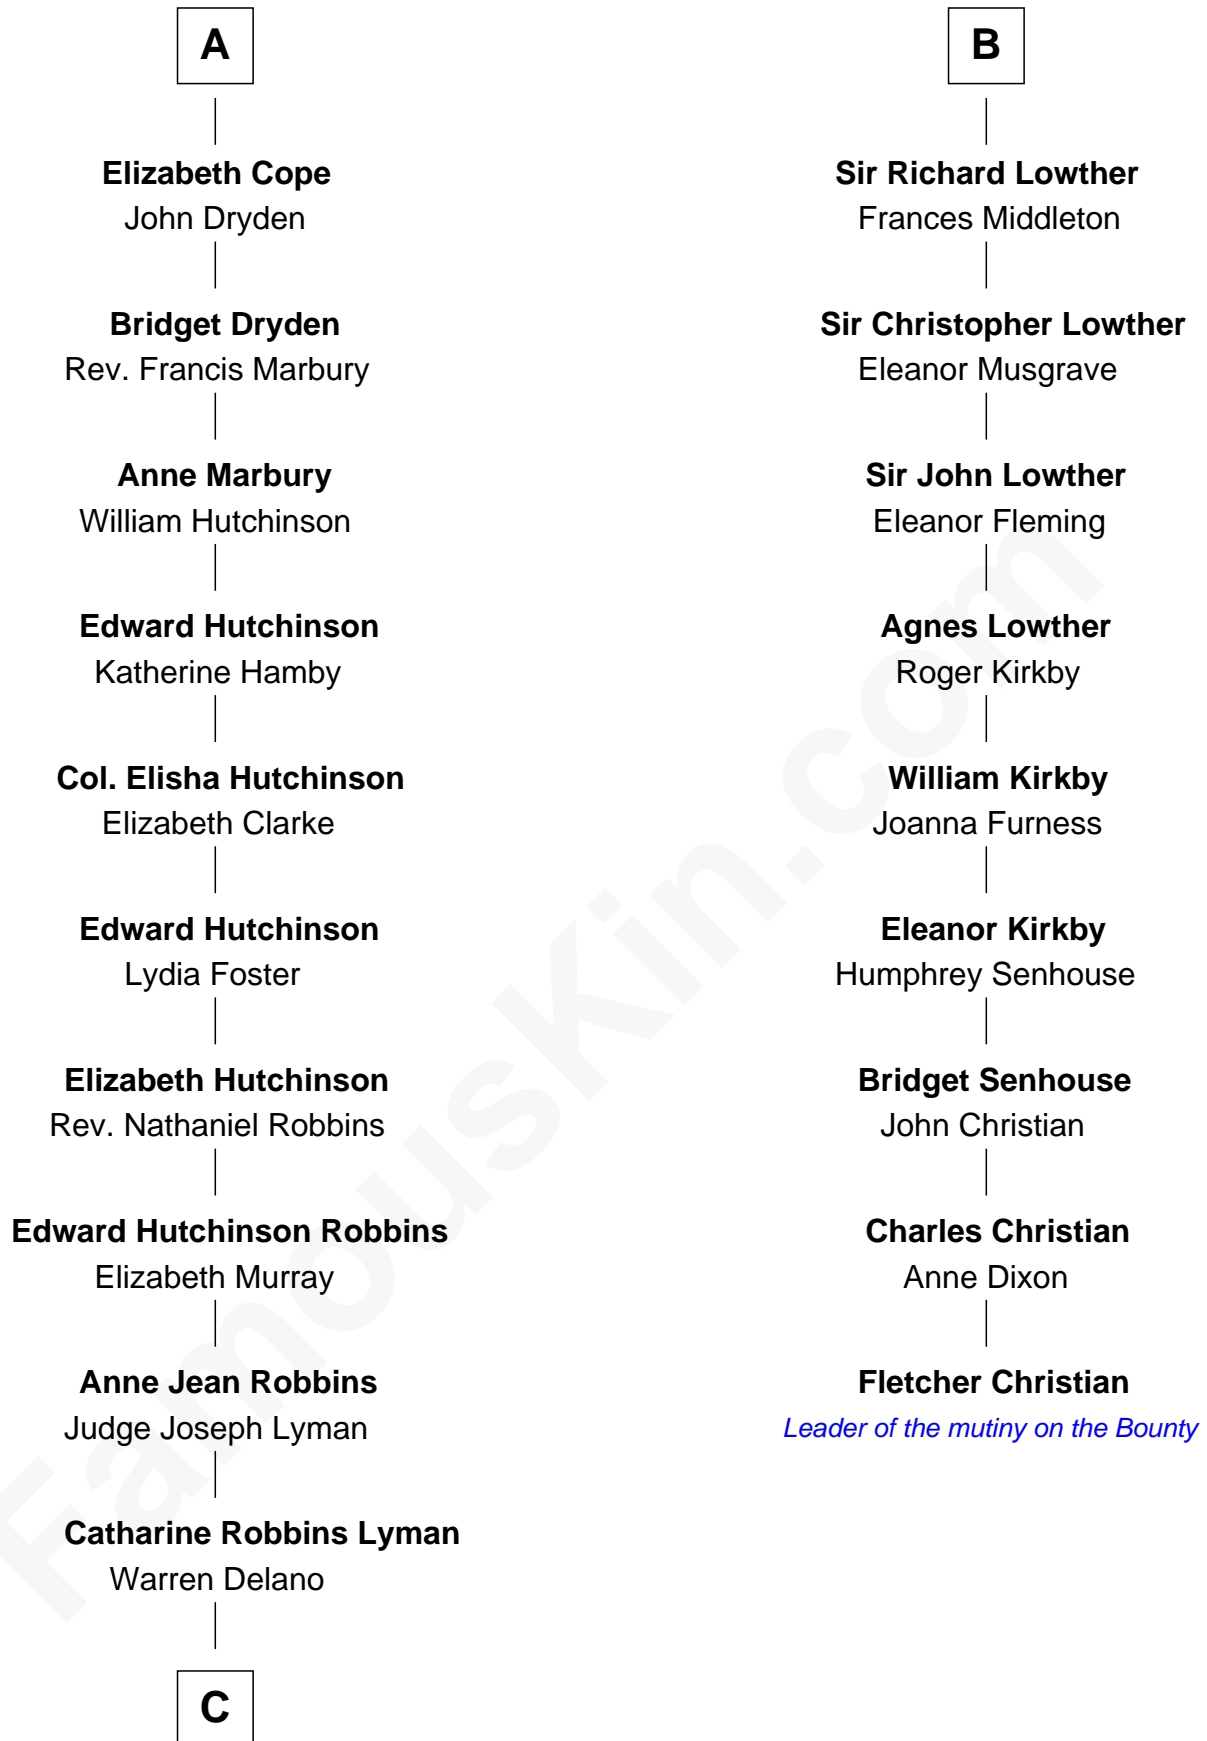 A
Elizabeth Cope
John Dryden
Bridget Dryden
Rev. Francis Marbury
Anne Marbury
William Hutchinson
Edward Hutchinson
Katherine Hamby
Col. Elisha Hutchinson
Elizabeth Clarke
Edward Hutchinson
Lydia Foster
Elizabeth Hutchinson
Rev. Nathaniel Robbins
Edward Hutchinson Robbins
Elizabeth Murray
Anne Jean Robbins
Judge Joseph Lyman
Catharine Robbins Lyman
Warren Delano
C
B
Sir Richard Lowther
Frances Middleton
Sir Christopher Lowther
Eleanor Musgrave
Sir John Lowther
Eleanor Fleming
Agnes Lowther
Roger Kirkby
William Kirkby
Joanna Furness
Eleanor Kirkby
Humphrey Senhouse
Bridget Senhouse
John Christian
Charles Christian
Anne Dixon
Fletcher Christian
Leader of the mutiny on the Bounty
FamousKin.com